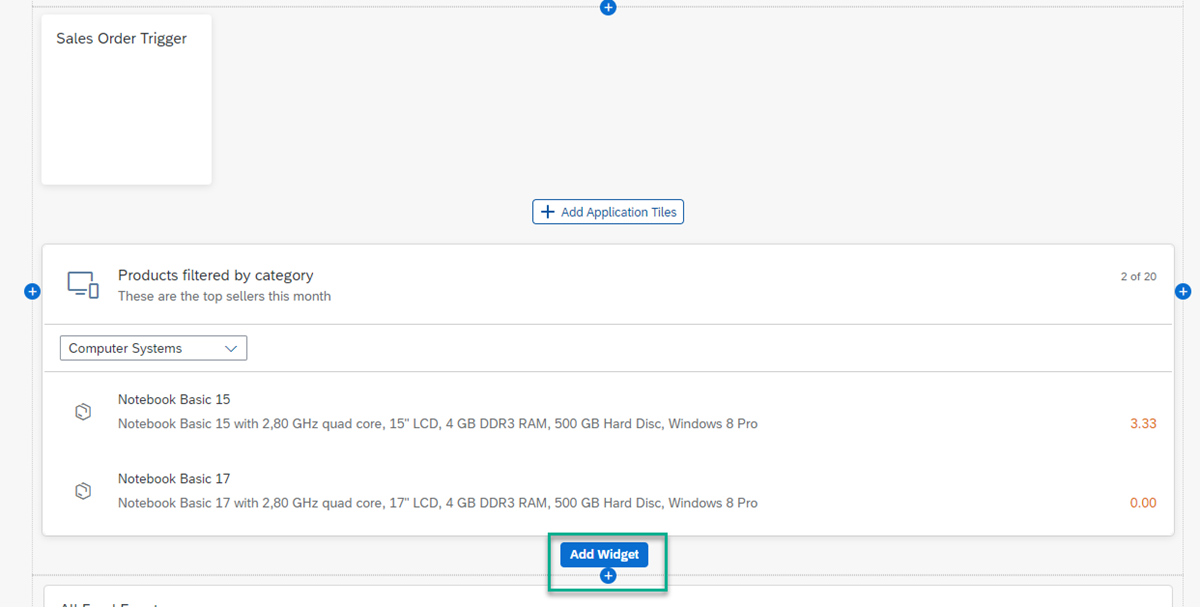 Sales Order Trigger
Add Application Tiles
Products filtered by category
2 of 20
These are the top sellers this month
Computer Systems
Notebook Basic 15
Notebook Basic 15 with 2,80 GHz quad core, 15" LCD, 4 GB DDR3 RAM, 500 GB Hard Disc, Windows 8 Pro
3.33
Notebook Basic 17
Notebook Basic 17 with 2,80 GHz quad core, 17" LCD, 4 GB DDR3 RAM, 500 GB Hard Disc, Windows 8 Pro
0.00
Add Widget